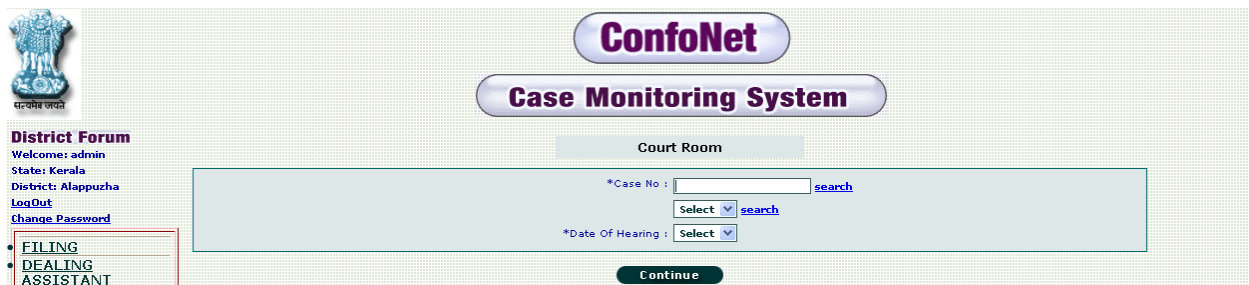 ConfoNet
Case Monitoring System
सत्यमेव जयते
District Forum
Welcome: admin
State: Kerala
District: Alappuzha
LogOut
Change Password
FILING
DEALING
ASSISTANT
Court Room
*Case No : search
Select search
*Date Of Hearing : Select
Continue